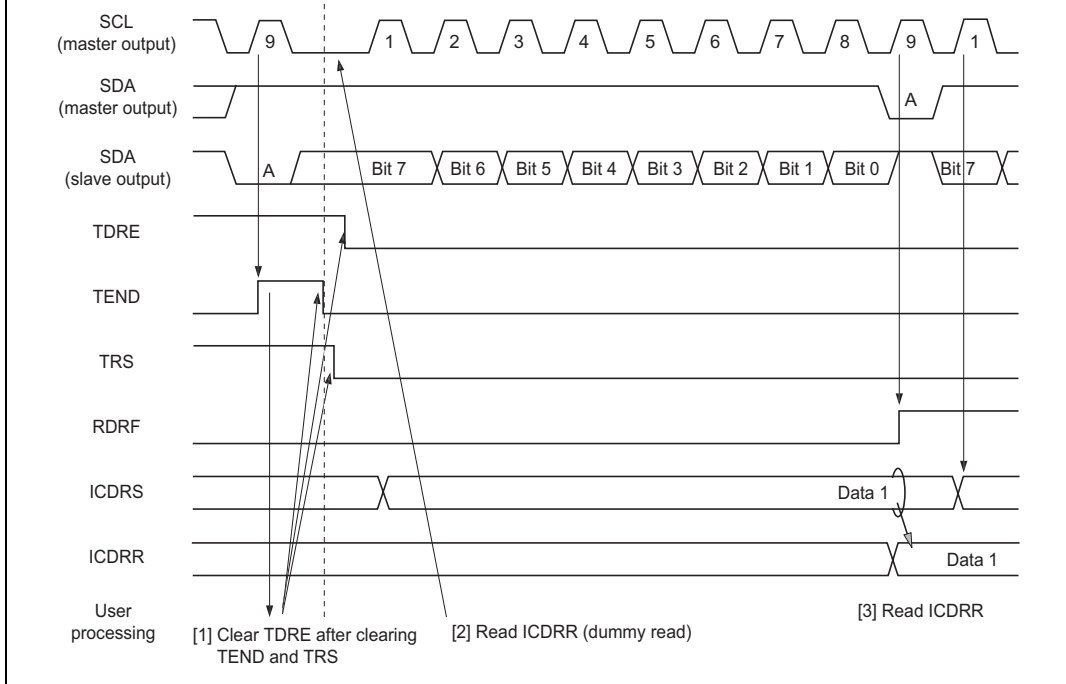 SCL
(master output)
9 1 2 3 4 5 6 7 8 9 1
SDA
(master output)
A
SDA
(slave output)
A Bit 7 Bit 6 Bit 5 Bit 4 Bit 3 Bit 2 Bit 1 Bit 0 Bit 7
TDRE
TEND
TRS
RDRF
ICDRS
Data 1
ICDRR
Data 1
User
processing
[1] Clear TDRE after clearing
TEND and TRS
[2] Read ICDRR (dummy read)
[3] Read ICDRR